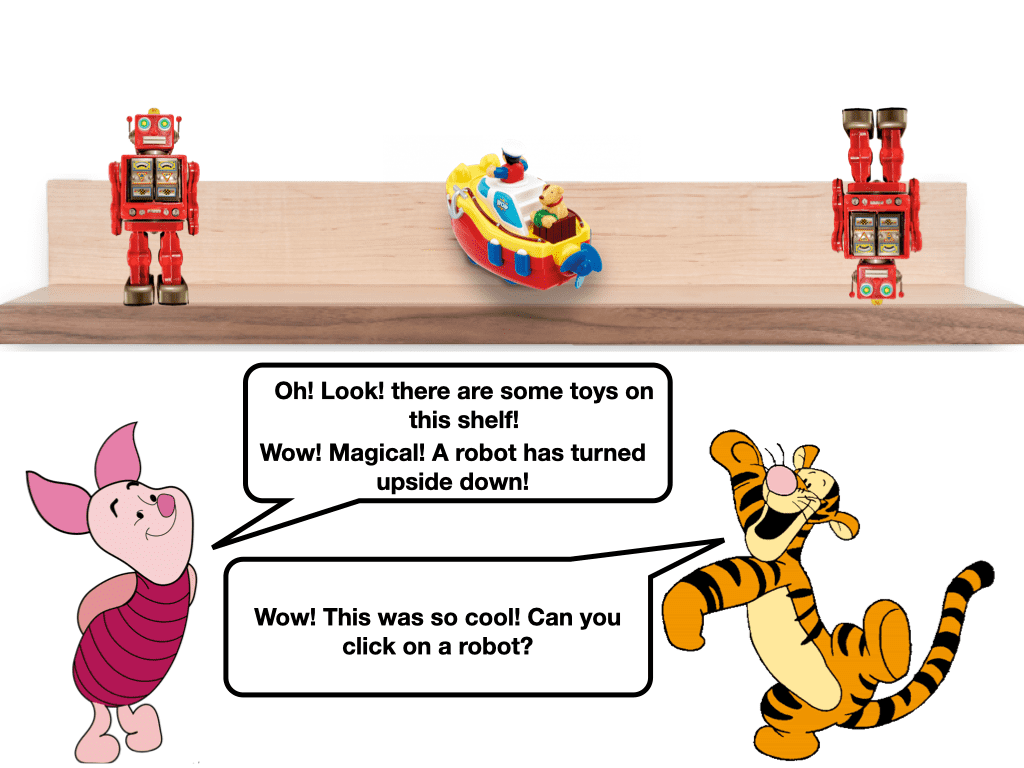 Oh! Look! there are some toys on
this shelf!
Wow! Magical! A robot has turned
upside down!
Wow! This was so cool! Can you
click on a robot?